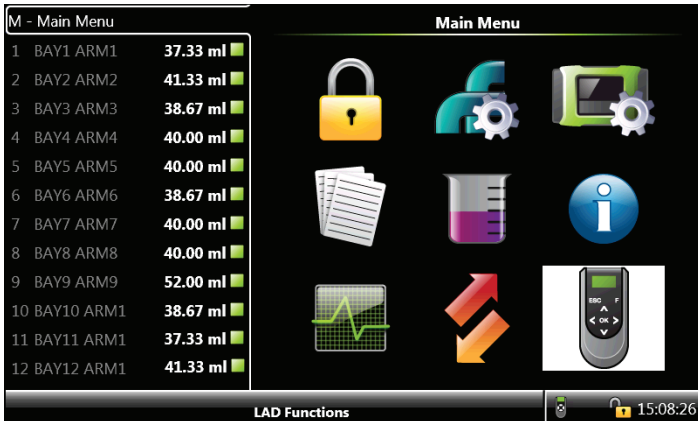 M - Main Menu
Main Menu
1 BAY1 ARM1 37.33 ml
2 BAY2 ARM2 41.33 ml
3 BAY3 ARM3 38.67 ml
4 BAY4 ARM4 40.00 ml
5 BAY5 ARM5 40.00 ml
6 BAY6 ARM6 38.67 ml
7 BAY7 ARM7 40.00 ml
8 BAY8 ARM8 40.00 ml
9 BAY9 ARM9 52.00 ml
10 BAY10 ARM1 38.67 ml
11 BAY11 ARM1 37.33 ml
12 BAY12 ARM1 41.33 ml
i
ESC F
< OK >
LAD Functions
15:08:26